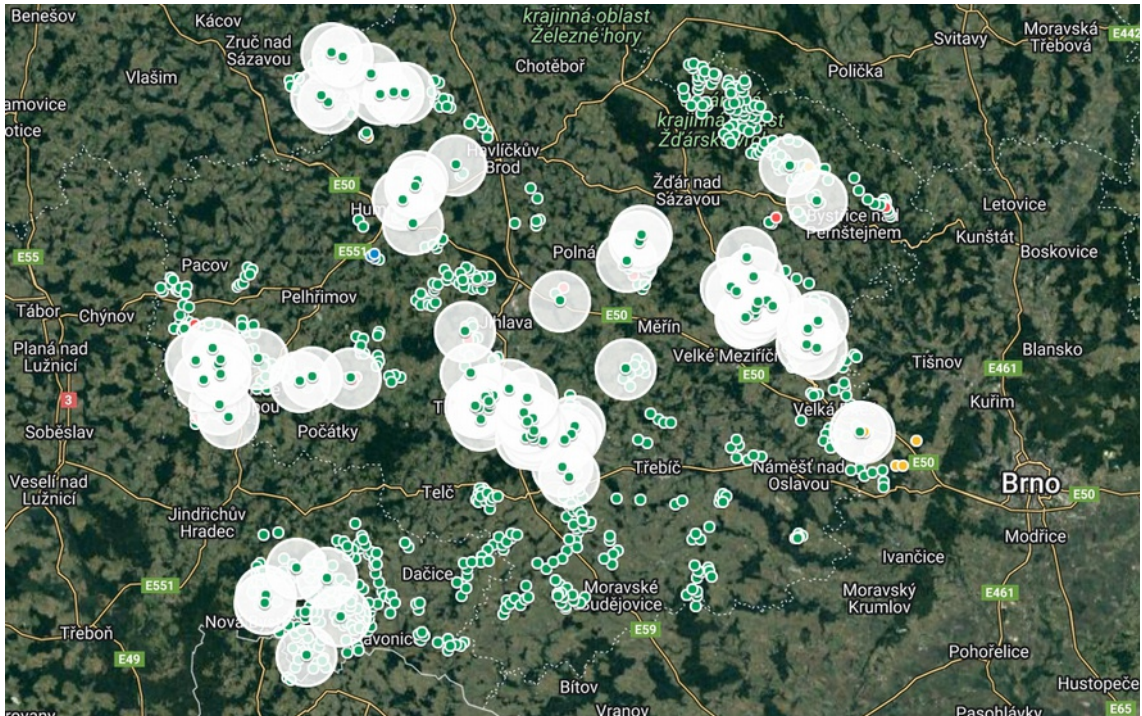 Benešov
Kácov
Zruč nad
Sázavou
Vlašim
krajinná oblast
Železné hory
Chotěboř
Svitavy
Moravská
Třebová
E442
Polička
amovice
otice
krajinná oblast
Havlíčkův
Brod
E50
Žďár nad
Sázavou
Letovice
Bystřice nad
Pernštejnem
Kunštát
Boskovice
E551
Polná
E55
Pacov
Pelhřimov
Tábor
Chýnov
Jihlava
E50
Měřín
Planá nad
Lužnicí
Velké Meziříčí
Tišnov
Blansko
E50
E461
Kuřim
3
Soběslav
Počátky
Velká
E50
Třebíč
Náměšť nad
Oslavou
Brno
E50
Veselí nad
Lužnicí
Telč
Jindřichův
Hradec
Modřice
Ivančice
E551
Dačice
Moravské
Budějovice
Moravský
Krumlov
E461
Třeboň
E59
E49
Pohořelice
Bítov
Hustopeče
Vranov
Pasohlávky
E65